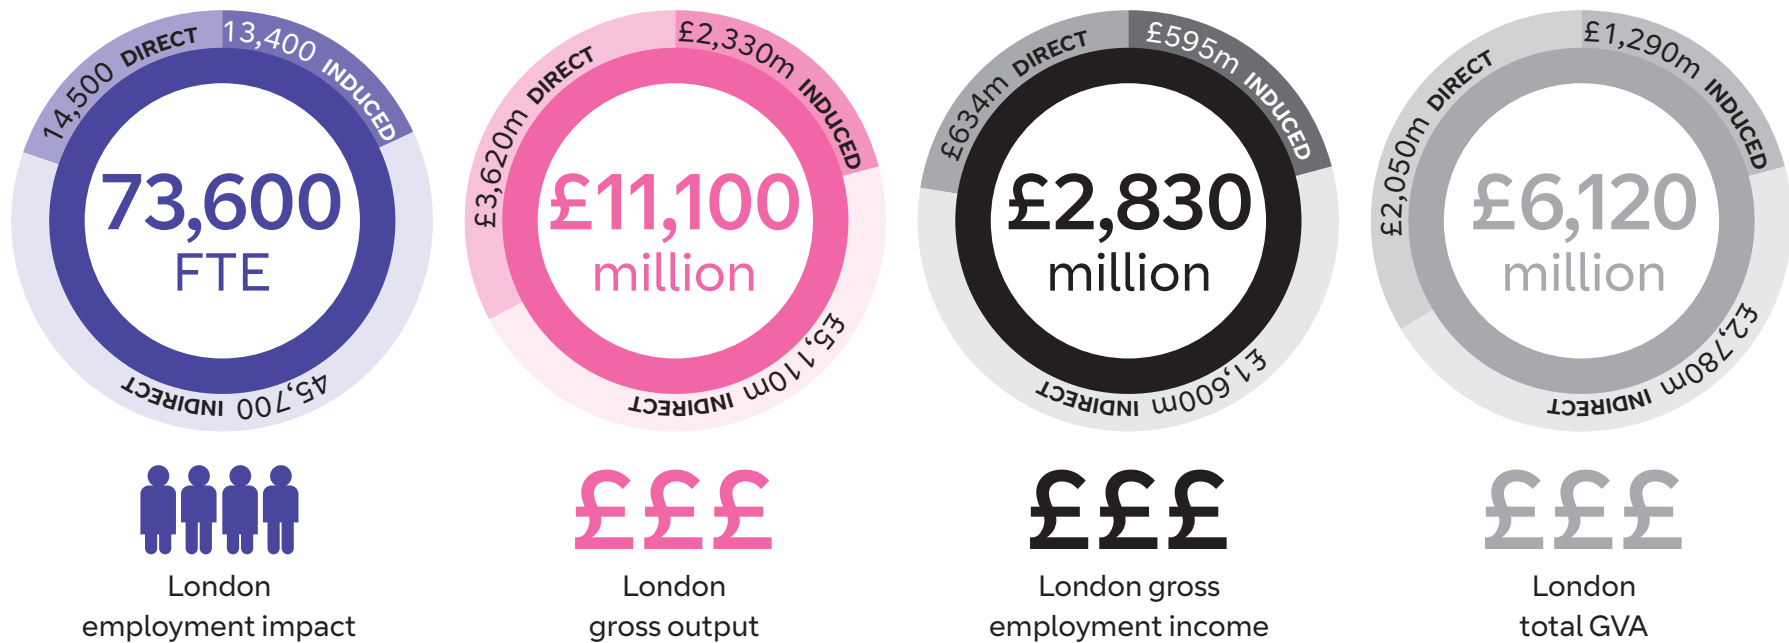 14,500 DIRECT
13,400 INDUCED
45,700 INDIRECT
73,600
FTE
London
employment impact
£3,620m DIRECT
£2,330m INDUCED
£5,110m INDIRECT
£11,100
million
£££
London
gross output
£634m DIRECT
£595m INDUCED
£1,600m INDIRECT
£2,830
million
£££
London gross
employment income
£2,050m DIRECT
£1,290m INDUCED
£2,780m INDIRECT
£6,120
million
£££
London
total GVA